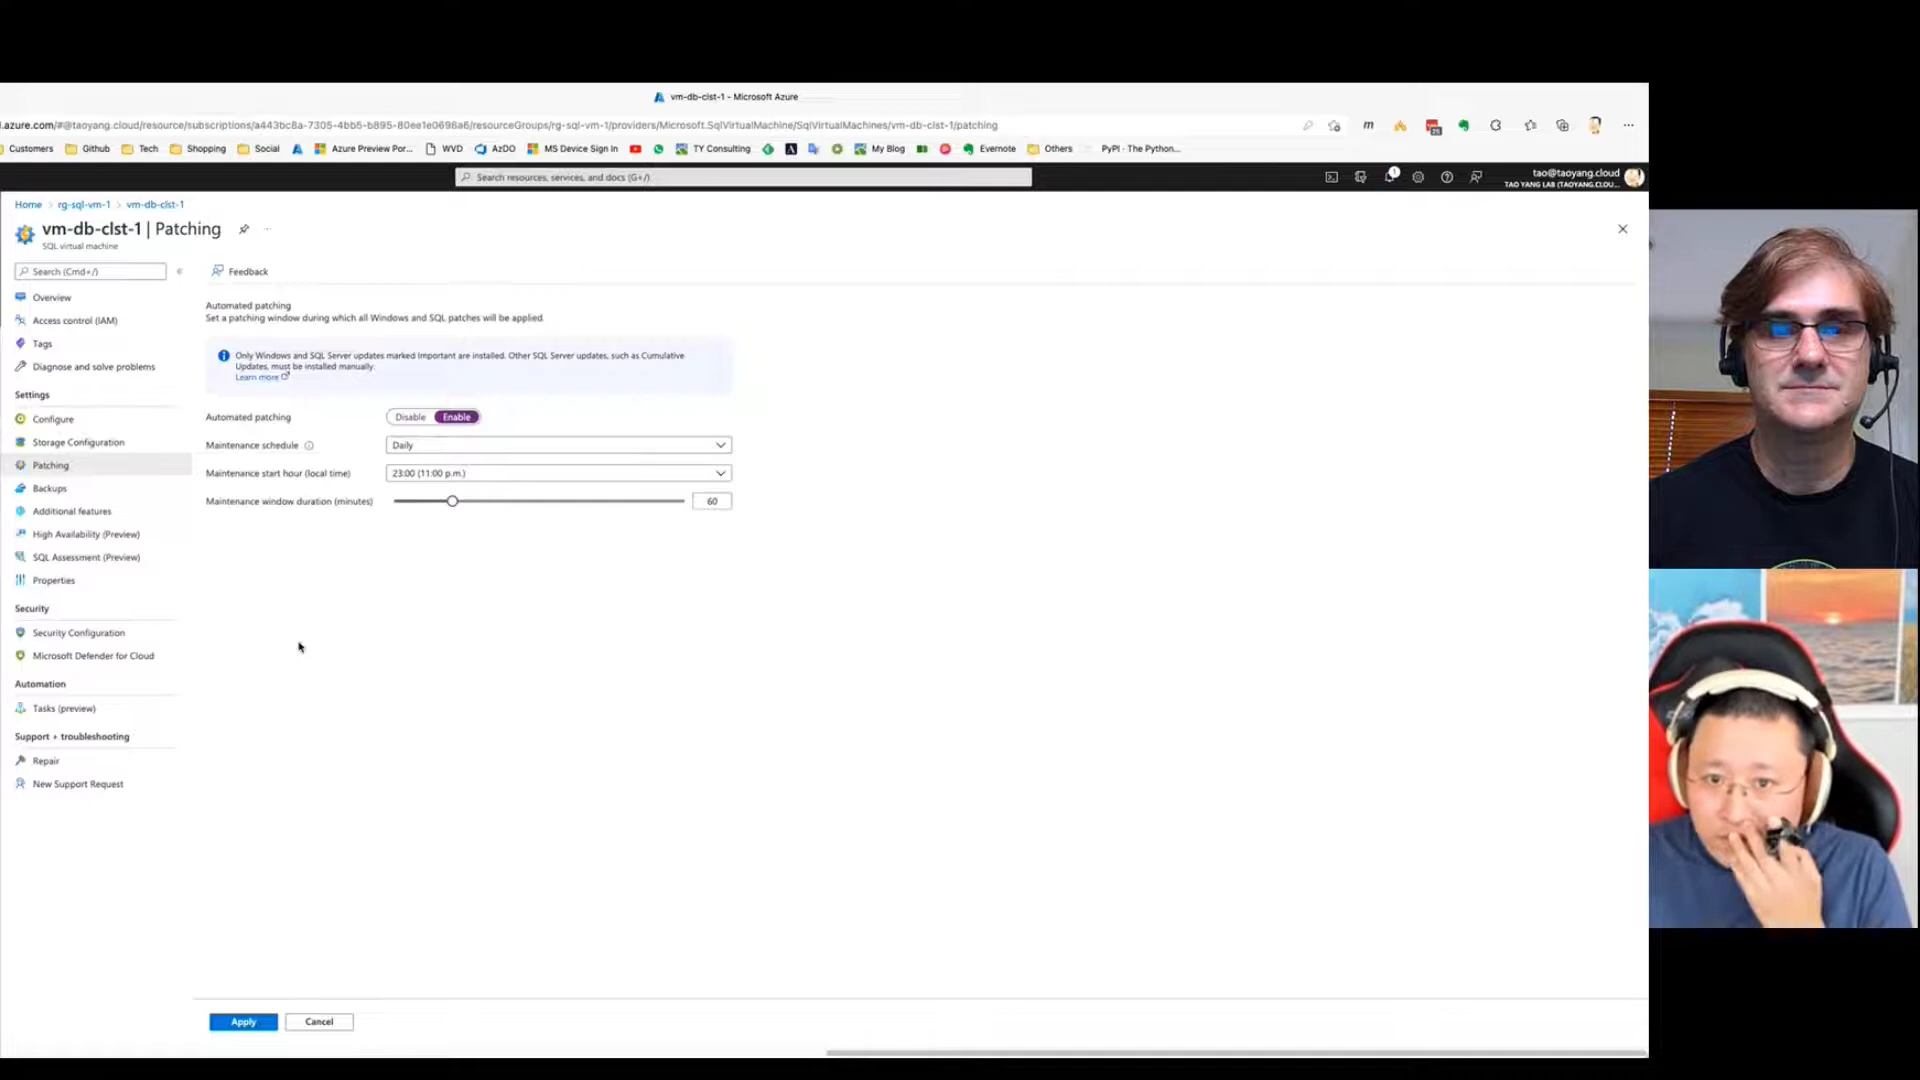 vm-db-clst-1 - Microsoft Azure
.azure.com/#@taoyang.cloud/resource/subscriptions/a443bc8a-7305-4bb5-b895-80ee1e0698a6/resourceGroups/rg-sql-vm-1/providers/Microsoft.SqlVirtualMachine/SqlVirtualMachines/vm-db-clst-1/patching
Customers Github Tech Shopping Social Azure Preview Por... WVD AzDO MS Device Sign In TY Consulting My Blog Evernote Others PyPI · The Python...
Search resources, services, and docs (G+/)
1
tao@taoyang.cloud
TAO YANG LAB (TAOYANG.CLOU...
Home > rg-sql-vm-1 > vm-db-clst-1
vm-db-clst-1 | Patching
SQL virtual machine
Search (Cmd+/)
Feedback
Overview
Access control (IAM)
Tags
Diagnose and solve problems
Settings
Configure
Storage Configuration
Patching
Backups
Additional features
High Availability (Preview)
SQL Assessment (Preview)
Properties
Security
Security Configuration
Microsoft Defender for Cloud
Automation
Tasks (preview)
Support + troubleshooting
Repair
New Support Request
Automated patching
Set a patching window during which all Windows and SQL patches will be applied.
Only Windows and SQL Server updates marked Important are installed. Other SQL Server updates, such as Cumulative
Updates, must be installed manually.
Learn more
Automated patching Disable Enable
Maintenance schedule Daily
Maintenance start hour (local time) 23:00 (11:00 p.m.)
Maintenance window duration (minutes) 60
Apply Cancel